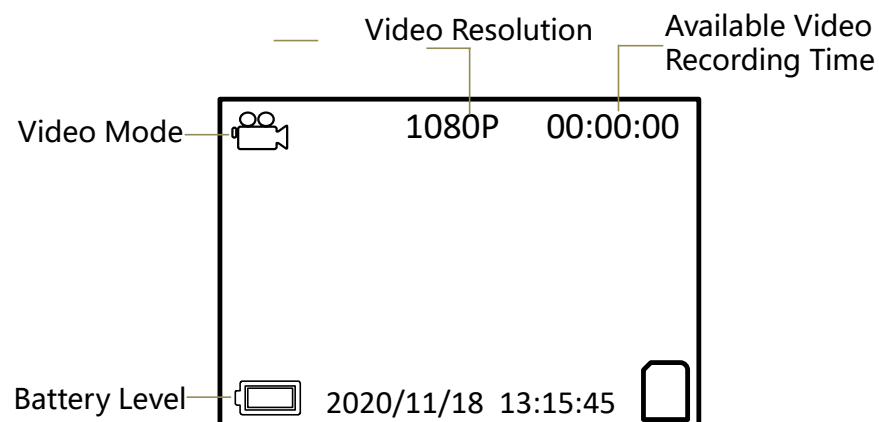 Video Resolution
Available Video
Recording Time
Video Mode
1080P 00:00:00
Battery Level
2020/11/18 13:15:45